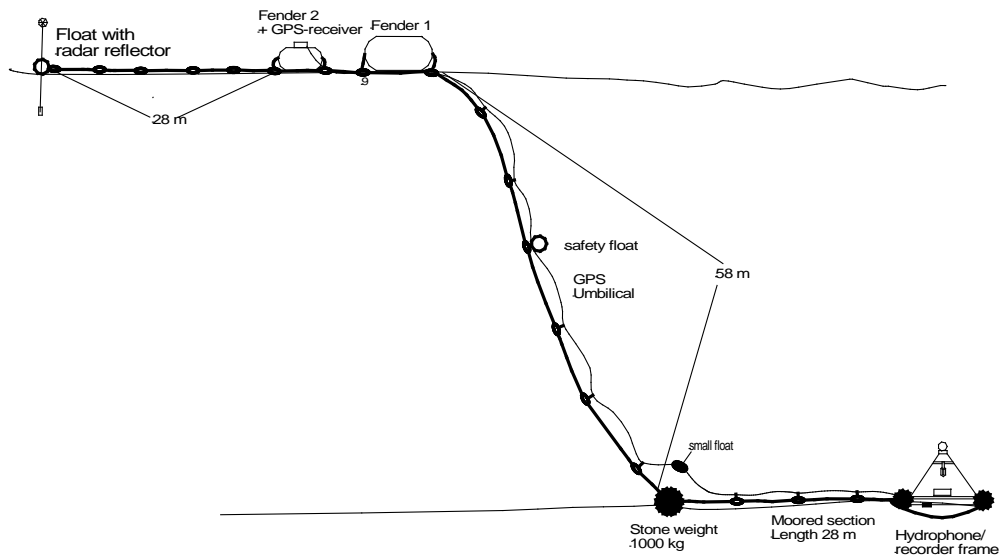 Float with
radar reflector
Fender 2
+ GPS-receiver
Fender 1
9
28 m
safety float
GPS
Umbilical
58 m
small float
Stone weight
1000 kg
Moored section
Length 28 m
Hydrophone/
recorder frame